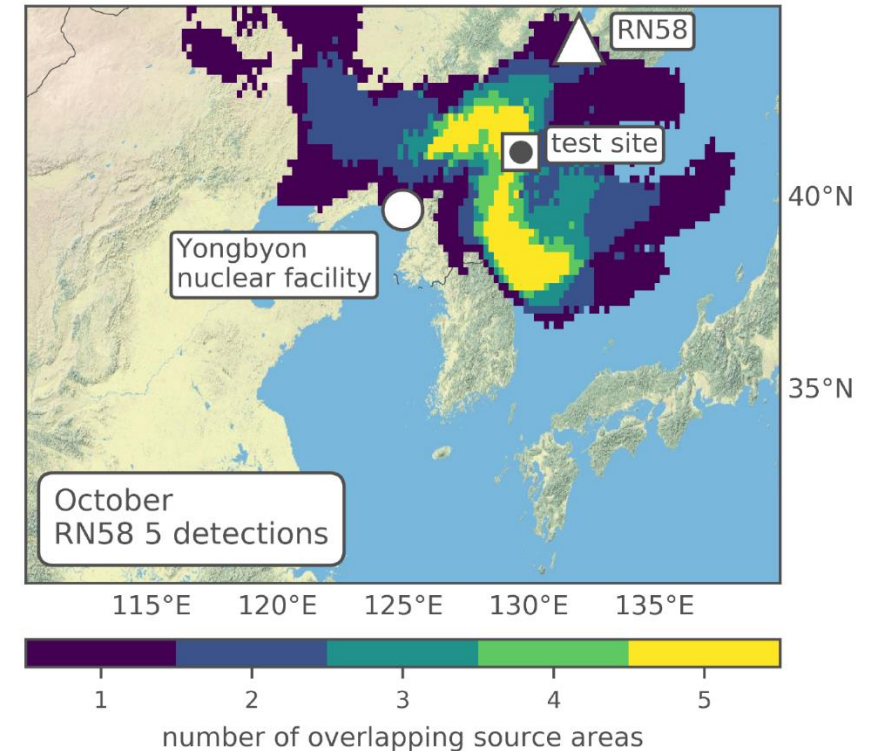 RN58
test site
40°N
Yongbyon
nuclear facility
35°N
October
RN58 5 detections
115°E 120°E 125°E 130°E 135°E
1 2 3 4 5
number of overlapping source areas